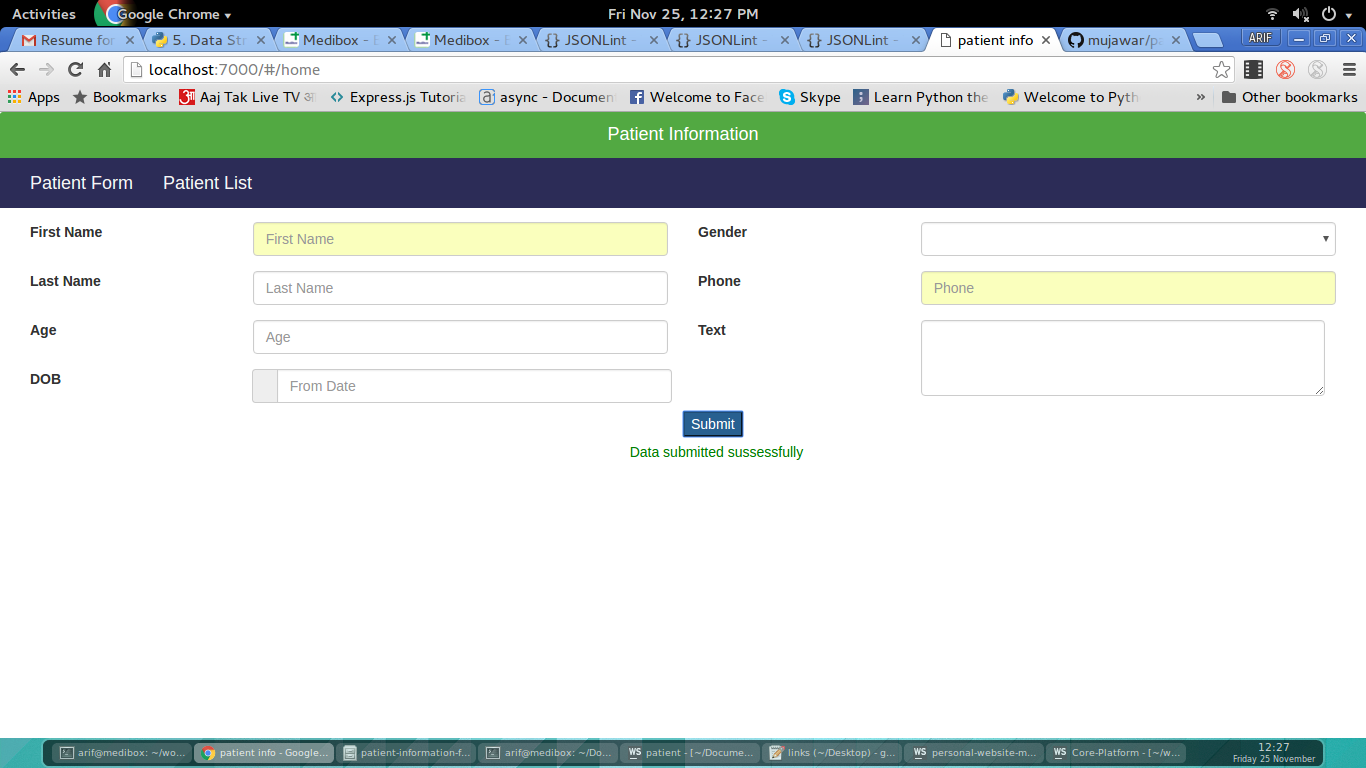 Activities Google Chrome Fri Nov 25, 12:27 PM
Resume for 5. Data Str Medibox - E Medibox - E {} JSONLint - {} JSONLint - {} JSONLint - patient info mujawar/pa ARIF
localhost:7000/#/home
Apps Bookmarks Aaj Tak Live TV Express.js Tutoria async - Documen Welcome to Face Skype Learn Python the Welcome to Pyth » Other bookmarks
Patient Information
Patient Form Patient List
First Name First Name Gender
Last Name Last Name Phone Phone
Age Age Text
DOB From Date
Submit
Data submitted sussessfully
arif@medibox: ~/wo... patient info - Google... patient-information-f... arif@medibox: ~/Do... WS patient - [~/Docume... links (~/Desktop) - g... WS personal-website-m... WS Core-Platform - [~/w... 12:27
Friday 25 November